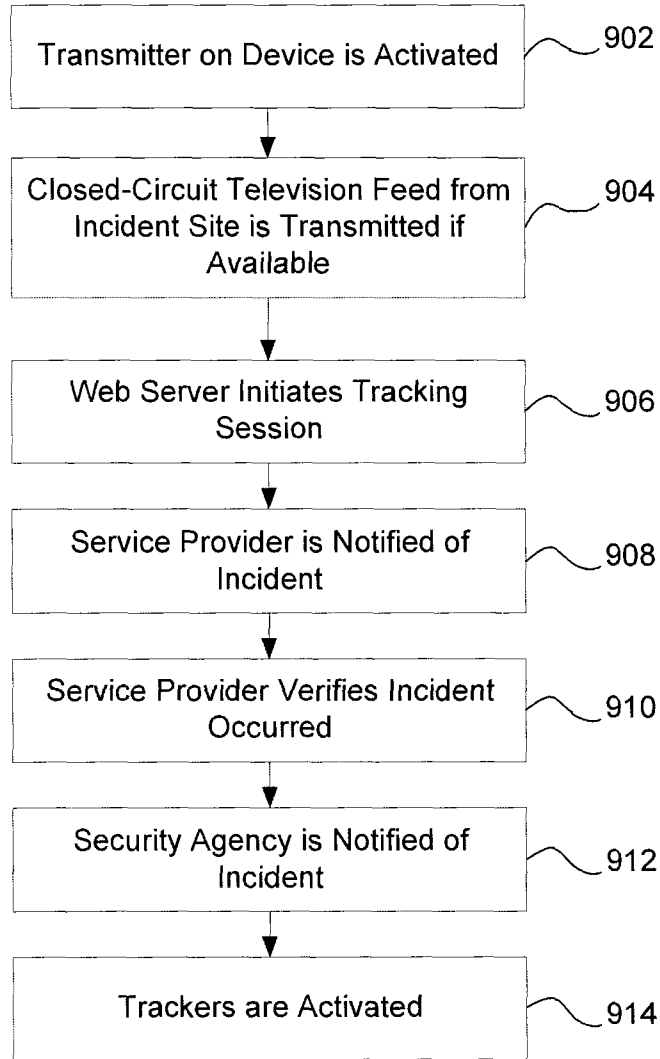 Transmitter on Device is Activated
902
Closed-Circuit Television Feed from
Incident Site is Transmitted if
Available
904
Web Server Initiates Tracking
Session
906
Service Provider is Notified of
Incident
908
Service Provider Verifies Incident
Occurred
910
Security Agency is Notified of
Incident
912
Trackers are Activated
914